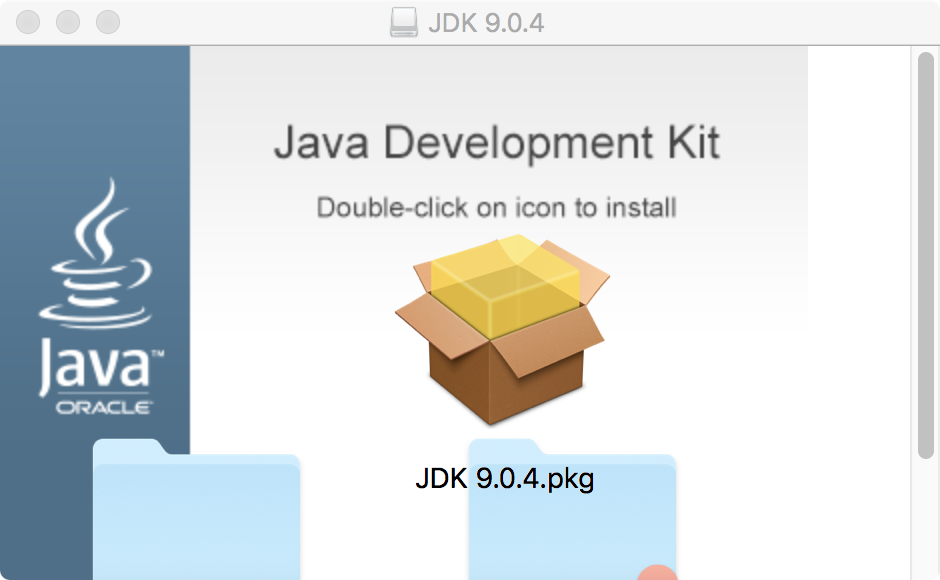 JDK 9.0.4
Java Development Kit
Double-click on icon to install
Java™
ORACLE
JDK 9.0.4.pkg